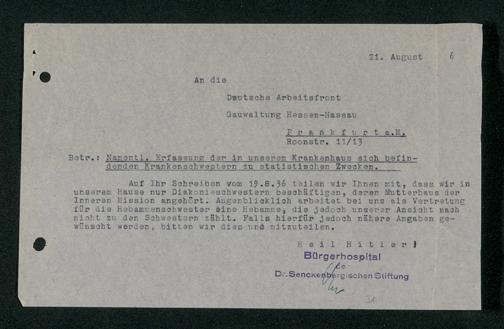 21. August 6
An die
Deutsche Arbeitsfront
Gauwaltung Hessen-Nassau
Frankfurt a.M.
Roonstr. 11/13
Betr.: Namentl. Erfassung der in unserem Krankenhaus sich befin-
denden Krankenschwestern zu statistischen Zwecken.
Auf Ihr Schreiben vom 19.8.36 teilen wir Ihnen mit, dass wir in
unserem Hause nur Diakonieschwestern beschäftigen, deren Mutterhaus der
Inneren Mission angehört. Augenblicklich arbeitet bei uns als Vertretung
für die Hebammenschwester eine Hebamme, die jedoch unserer Ansicht nach
nicht zu den Schwestern zählt. Falls hierfür jedoch nähere Angaben ge-
wünscht werden, bitten wir dies uns mitzuteilen.
Heil Hitler!
Bürgerhospital
der
Dr. Senckenbergischen Stiftung
31